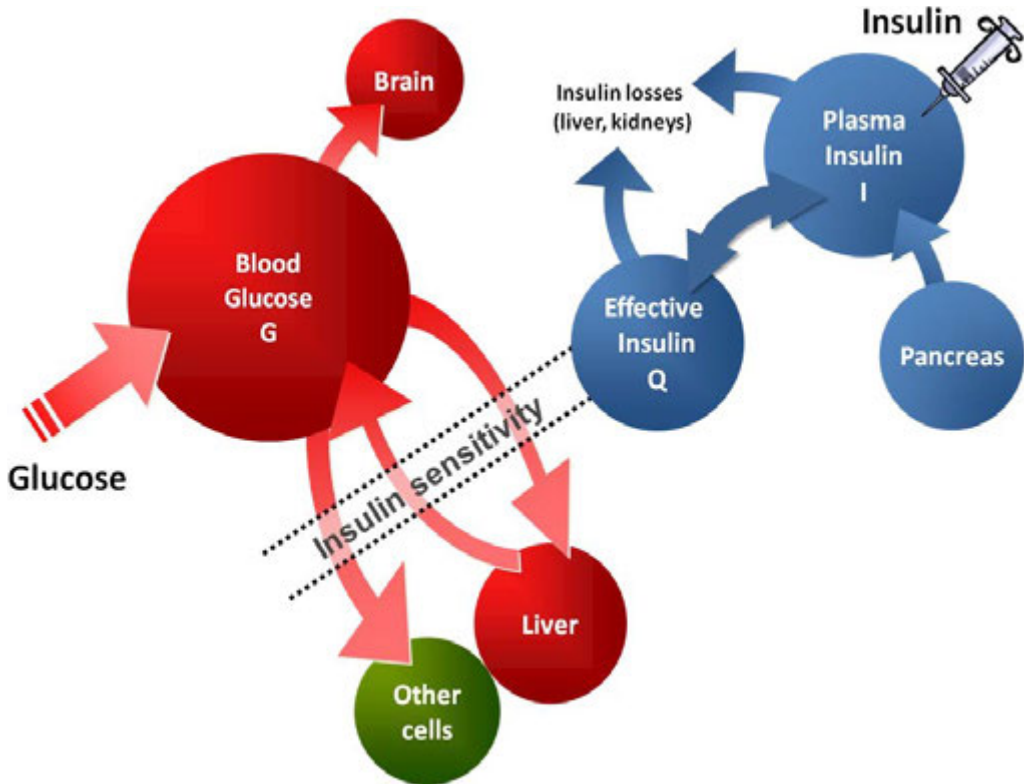 Insulin
Brain
Insulin losses
(liver, kidneys)
Plasma
Insulin
I
Blood
Glucose
G
Effective
Insulin
Q
Pancreas
Glucose
Insulin sensitivity
Liver
Other
cells